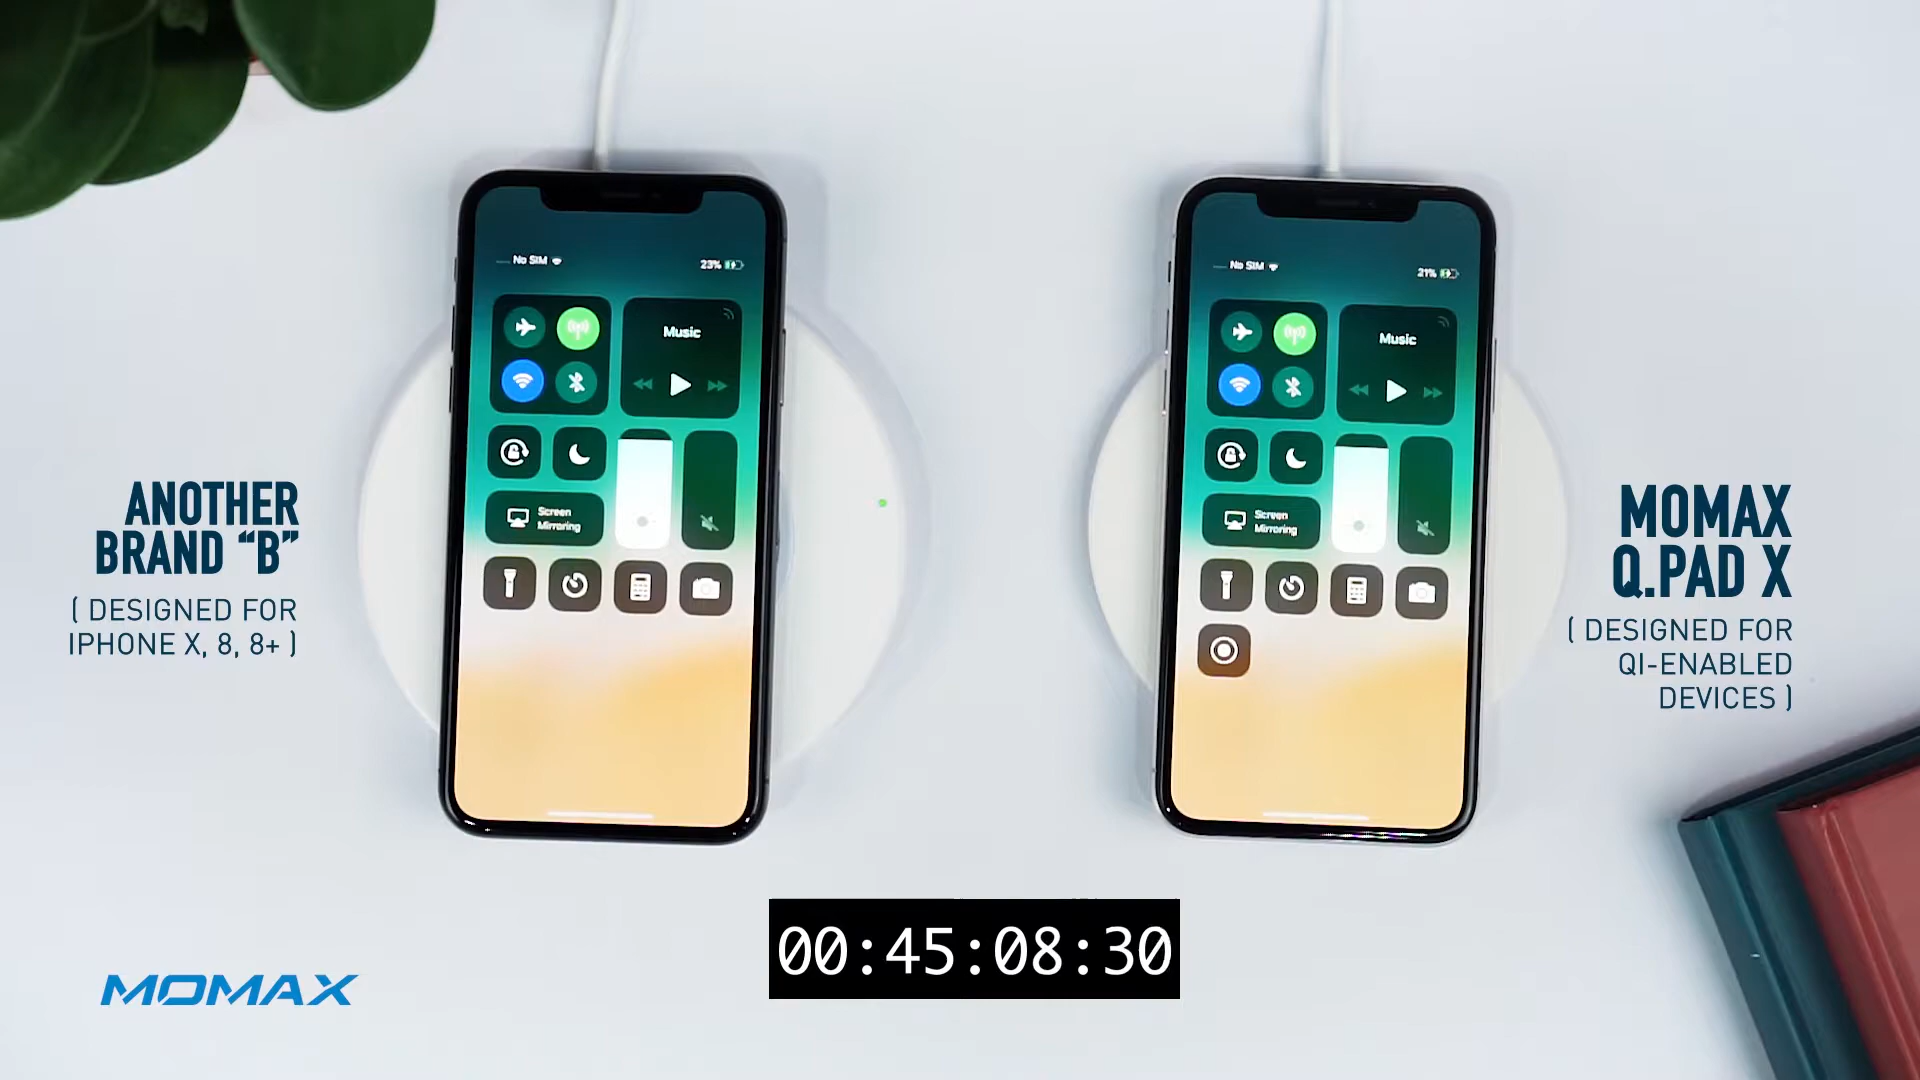 No SIM
23%
Music
Screen
Mirroring
No SIM
21%
Music
Screen
Mirroring
ANOTHER
BRAND “B”
( DESIGNED FOR
IPHONE X, 8, 8+ )
MOMAX
Q.PAD X
( DESIGNED FOR
QI-ENABLED
DEVICES )
00:45:08:30
MOMAX